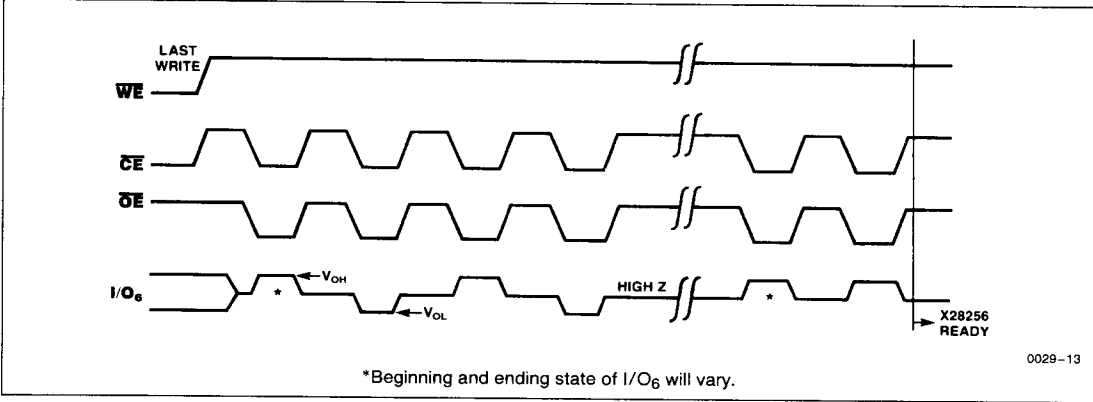 LAST
WRITE
WE
CE
OE
I/O6
*
VOH
VOL
HIGH Z
*
X28256
READY
0029–13
*Beginning and ending state of I/O6 will vary.